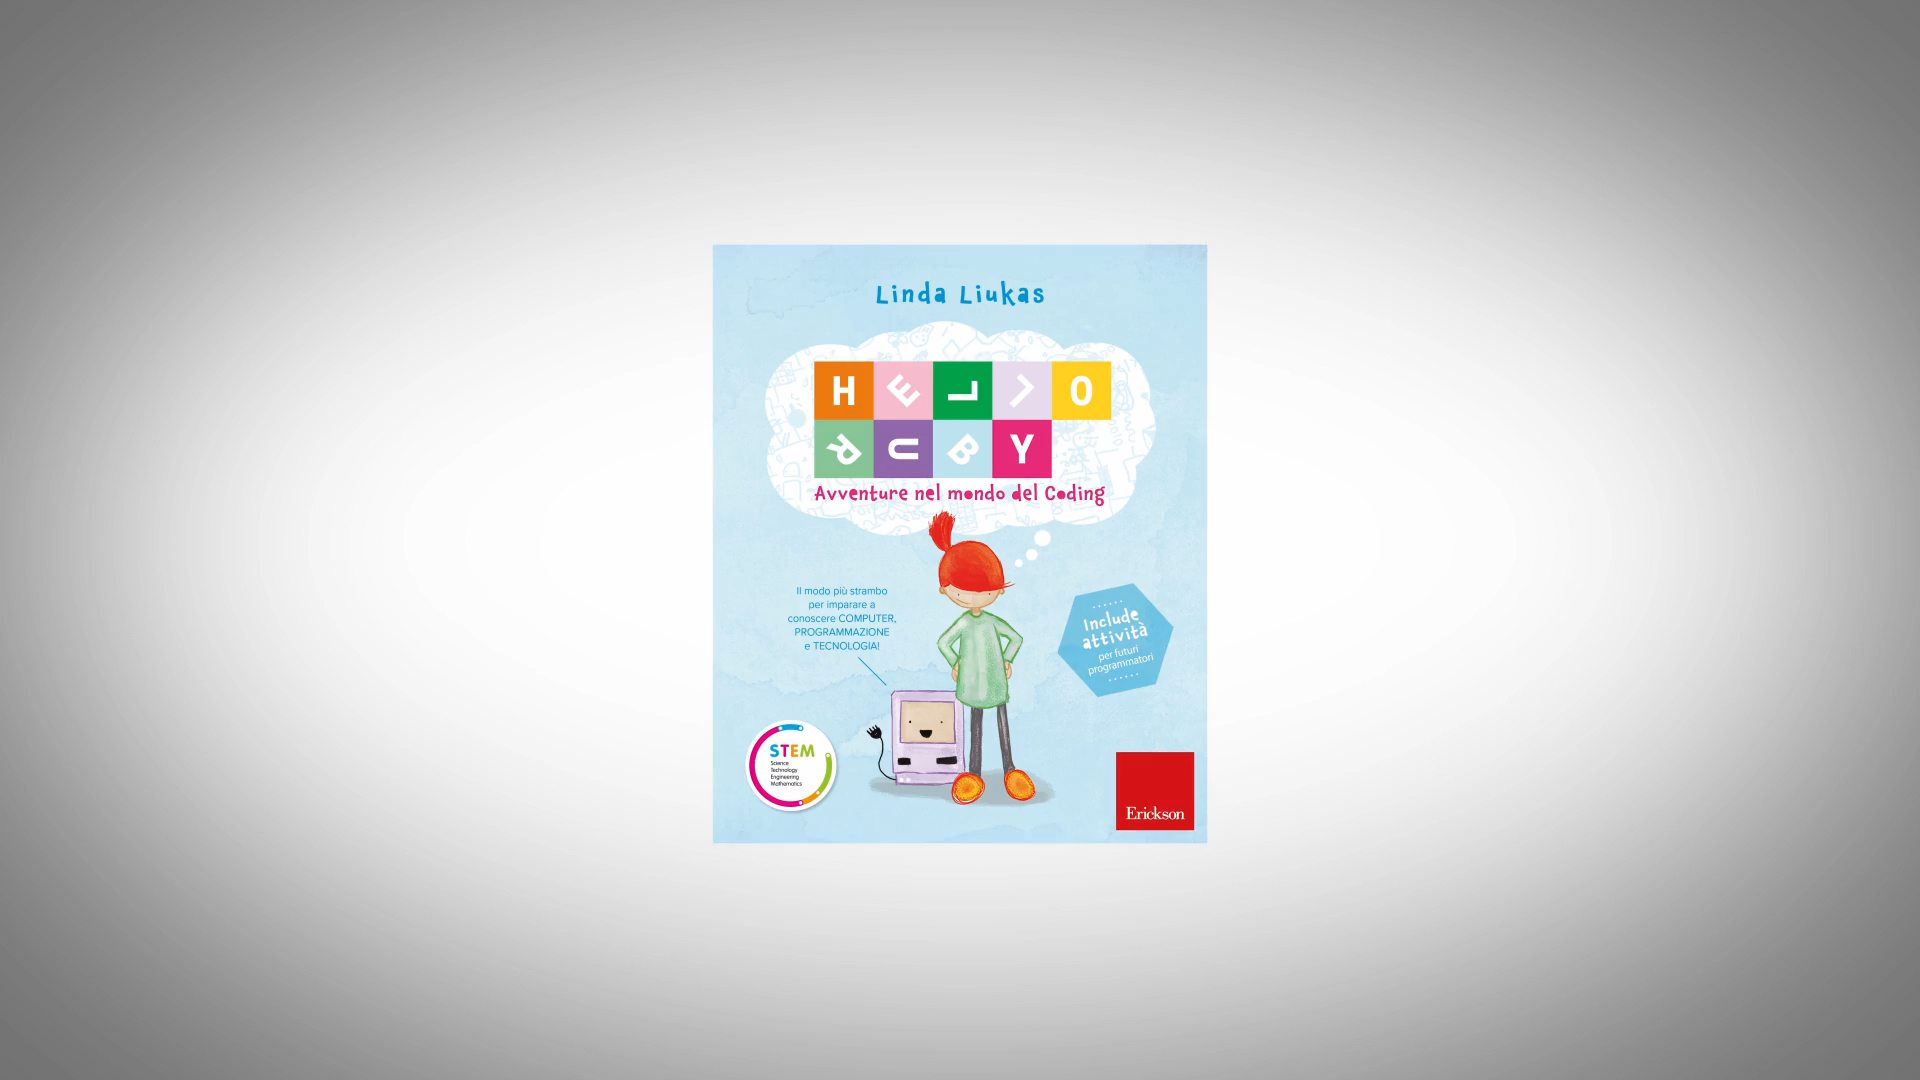 Linda Liukas
HELLO
RUBY
Avventure nel mondo del Coding
Il modo più strambo
per imparare a
conoscere COMPUTER,
PROGRAMMAZIONE
e TECNOLOGIA!
Include
attività
per futuri
programmatori
STEM
Science
Technology
Engineering
Mathematics
Erickson